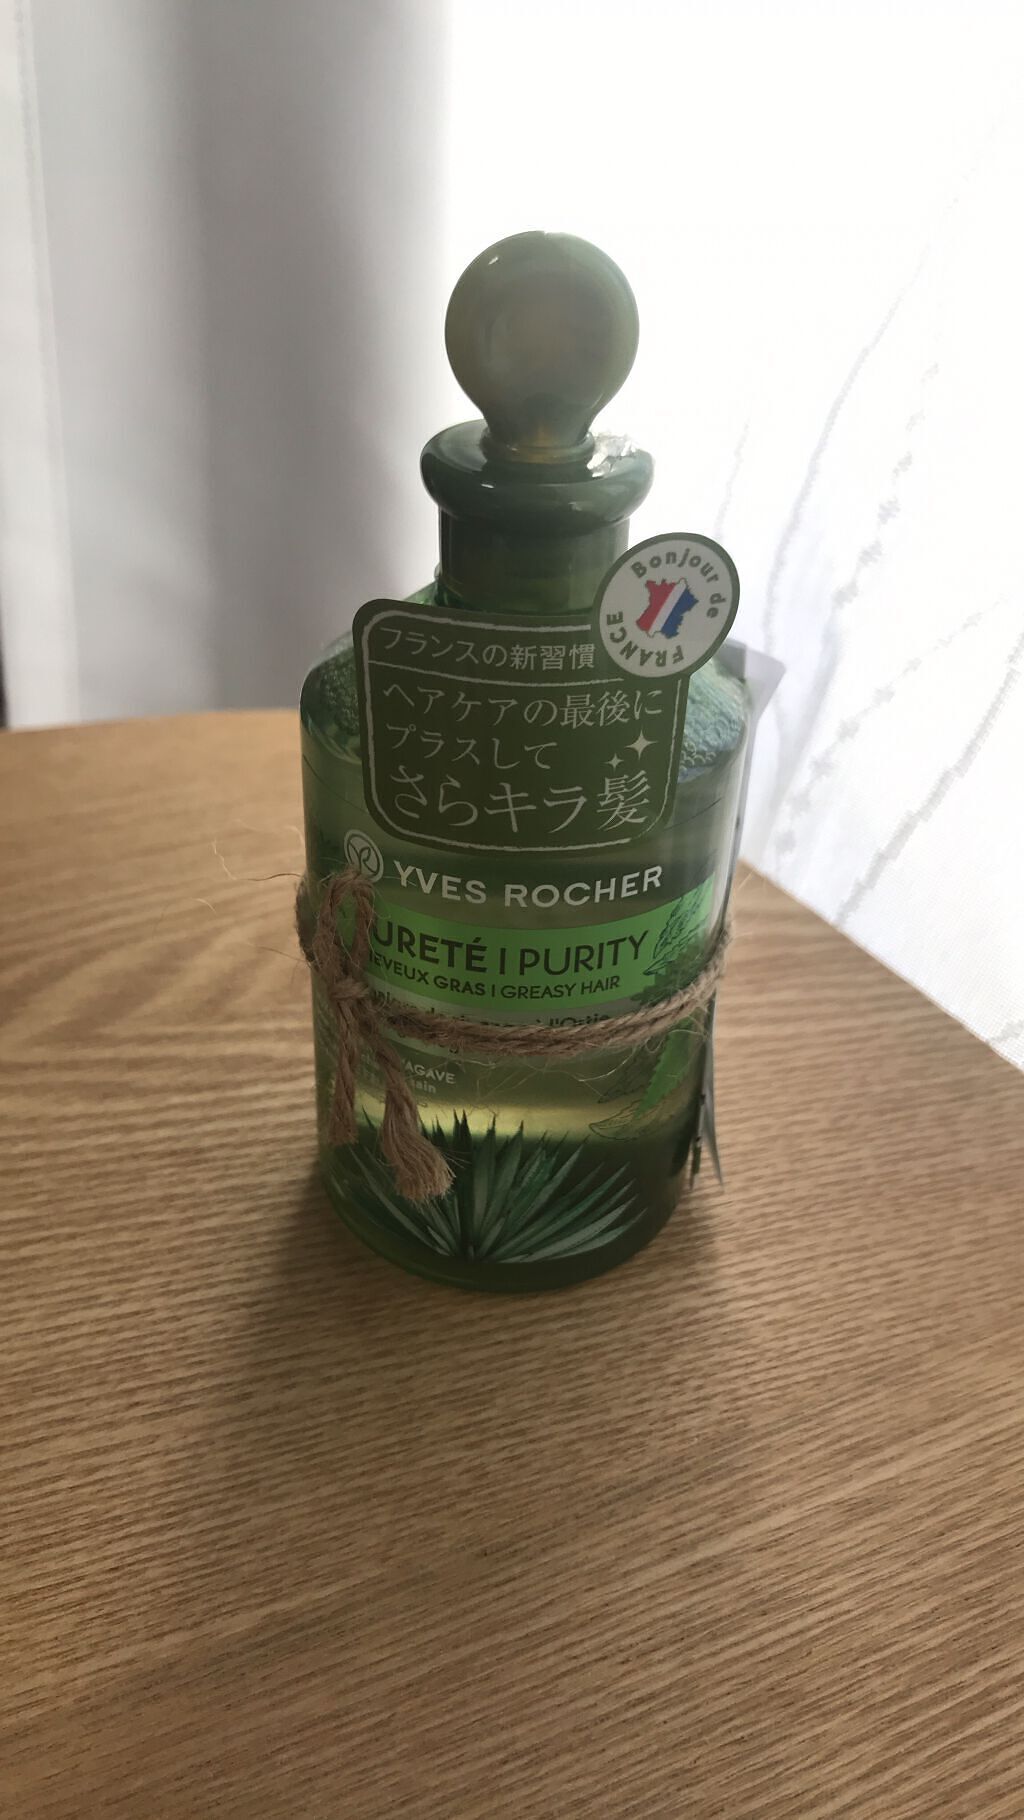 Bonjour de FRANCE
フランスの新習慣
ヘアケアの最後に
プラスして
さらキラ髪
YVES ROCHER
URETÉ | PURITY
HEVEUX GRAS | GREASY HAIR
d'Ortie
AGAVE